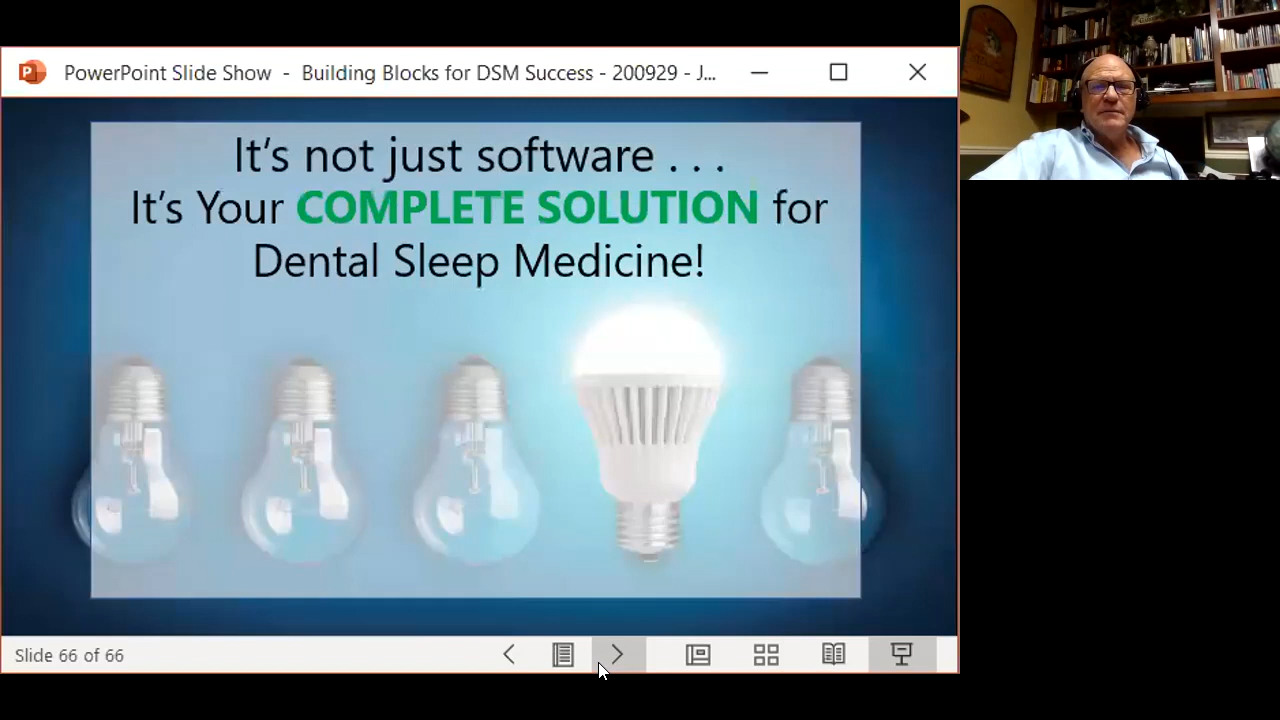 PowerPoint Slide Show - Building Blocks for DSM Success - 200929 - J...
It's not just software . . .
It's Your COMPLETE SOLUTION for
Dental Sleep Medicine!
Slide 66 of 66